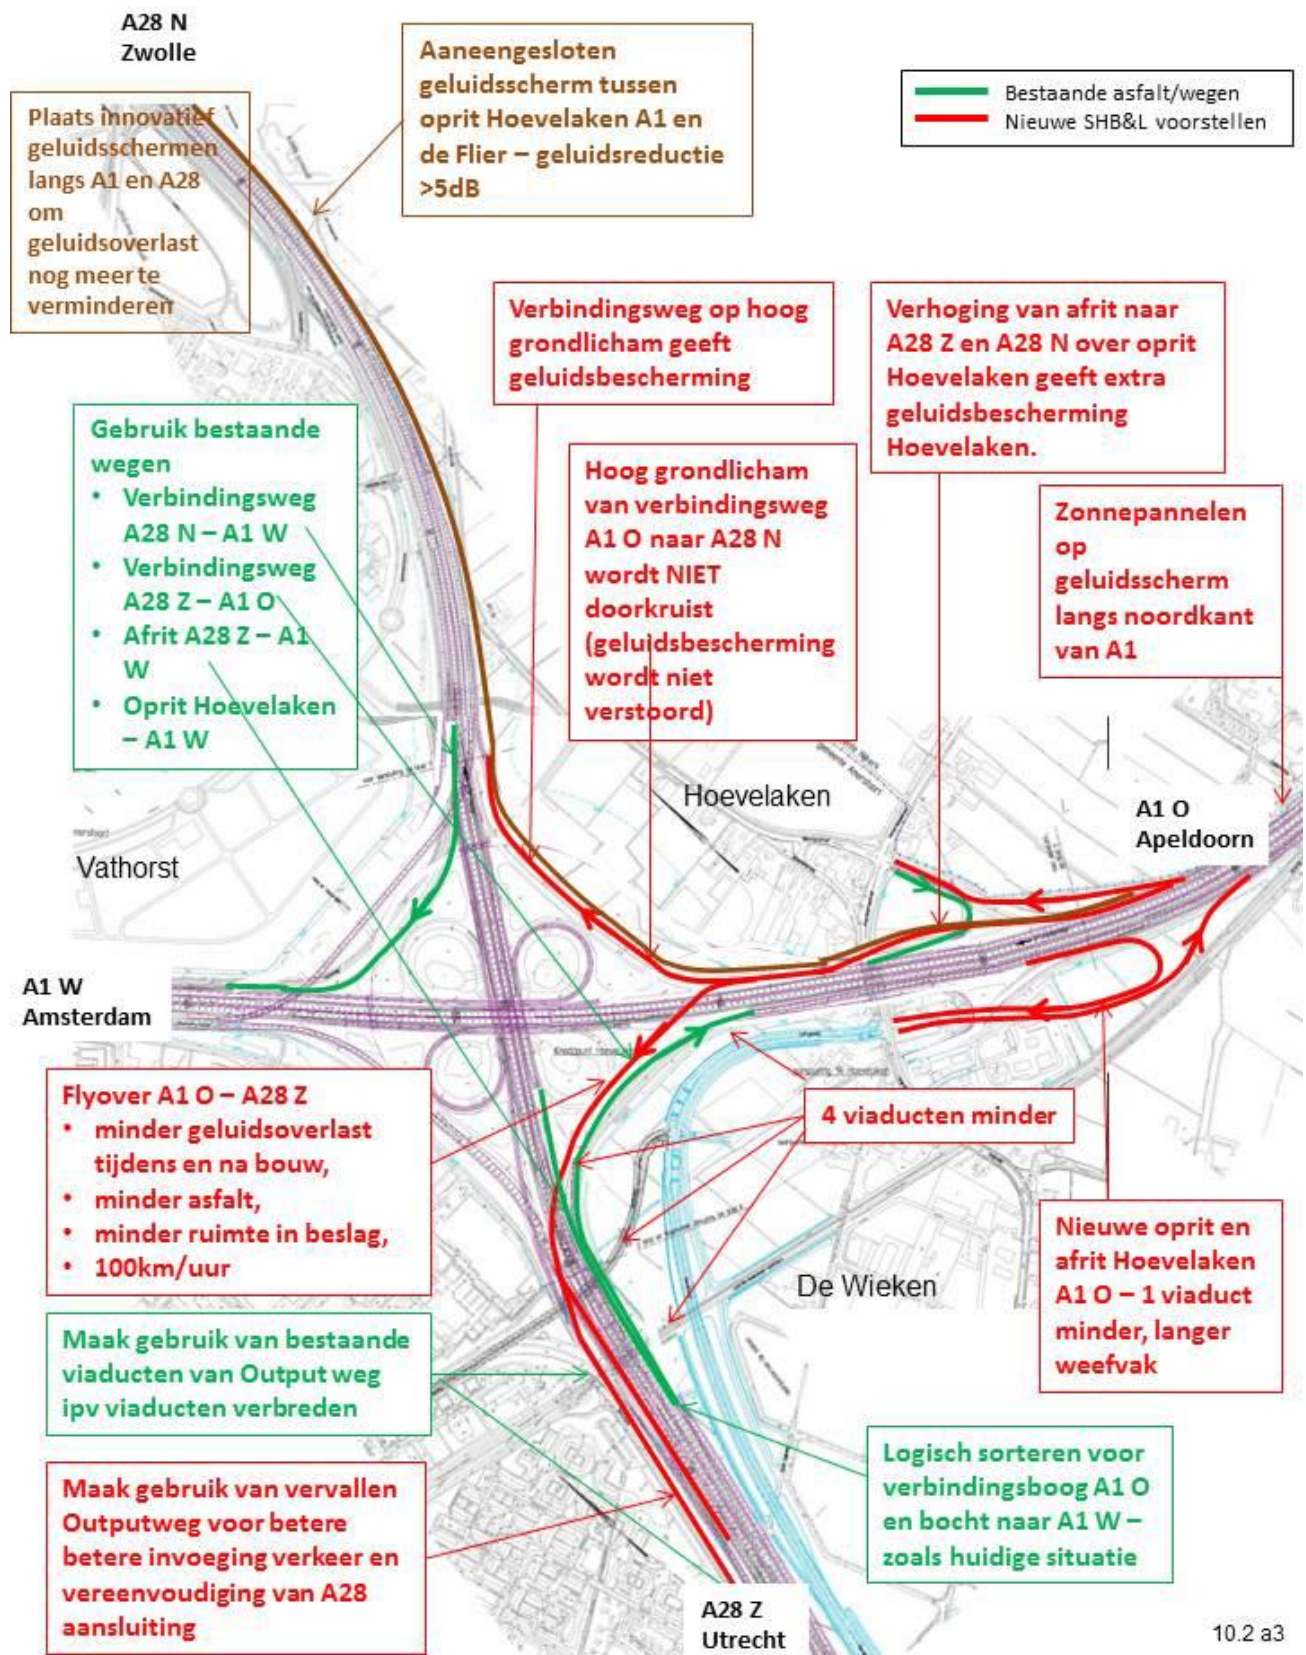 A28 N
Zwolle
Aaneengesloten
geluidsscherm tussen
oprit Hoevelaken A1 en
de Flier – geluidsreductie
>5dB
Bestaande asfalt/wegen
Nieuwe SHB&L voorstellen
Plaats innovatief
geluidsschermen
langs A1 en A28
om
geluidsoverlast
nog meer te
verminderen
Verbindingsweg op hoog
grondlicham geeft
geluidsbescherming
Verhoging van afrit naar
A28 Z en A28 N over oprit
Hoevelaken geeft extra
geluidsbescherming
Hoevelaken.
Gebruik bestaande
wegen
• Verbindingsweg
A28 N – A1 W
• Verbindingsweg
A28 Z – A1 O
• Afrit A28 Z – A1
W
• Oprit Hoevelaken
– A1 W
Hoog grondlicham
van verbindingsweg
A1 O naar A28 N
wordt NIET
doorkruist
(geluidsbescherming
wordt niet
verstoord)
Zonnepannelen
op
geluidsscherm
langs noordkant
van A1
Hoevelaken
A1 O
Apeldoorn
Vathorst
A1 W
Amsterdam
Flyover A1 O – A28 Z
• minder geluidsoverlast
tijdens en na bouw,
• minder asfalt,
• minder ruimte in beslag,
• 100km/uur
4 viaducten minder
De Wieken
Nieuwe oprit en
afrit Hoevelaken
A1 O – 1 viaduct
minder, langer
weefvak
Maak gebruik van bestaande
viaducten van Output weg
ipv viaducten verbreden
Logisch sorteren voor
verbindingsboog A1 O
en bocht naar A1 W –
zoals huidige situatie
Maak gebruik van vervallen
Outputweg voor betere
betere invoeging verkeer en
vereenvoudiging van A28
aansluiting
A28 Z
Utrecht
10.2 a3